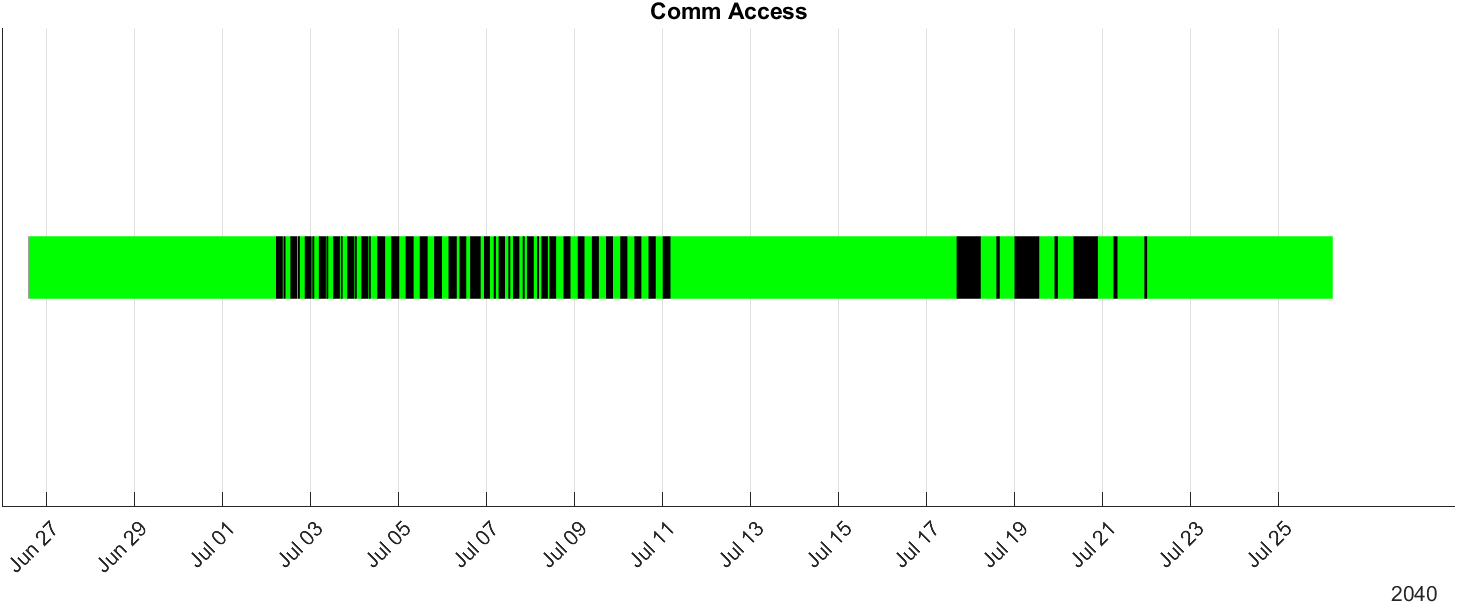 Comm Access
Jun 27
Jun 29
Jul 01
Jul 03
Jul 05
Jul 07
Jul 09
Jul 11
Jul 13
Jul 15
Jul 17
Jul 19
Jul 21
Jul 23
Jul 25
2040